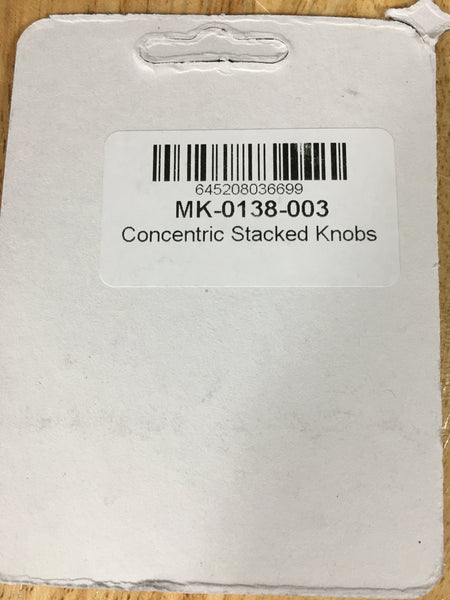 645208036699
MK-0138-003
Concentric Stacked Knobs